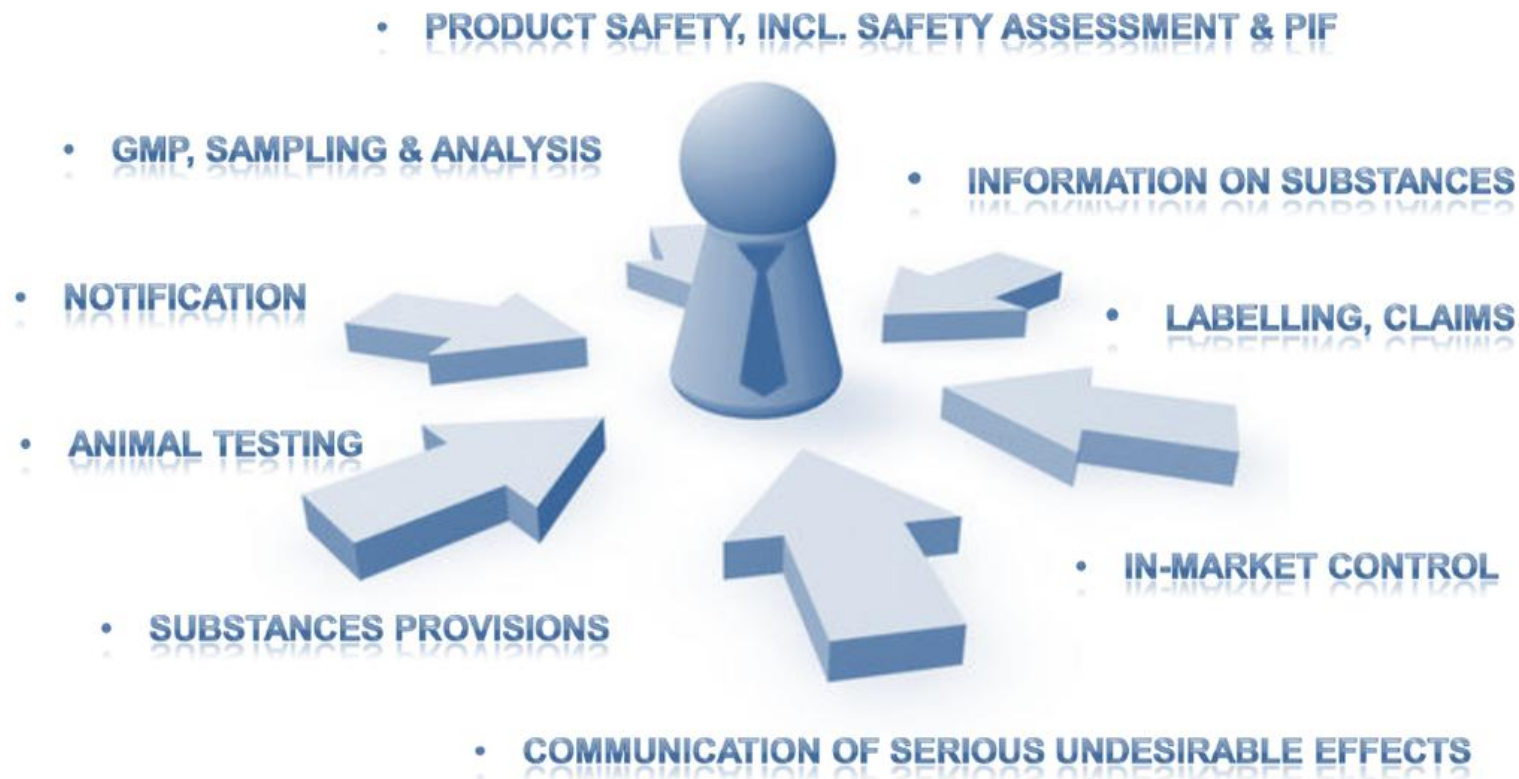 • PRODUCT SAFETY, INCL. SAFETY ASSESSMENT & PIF
• GMP, SAMPLING & ANALYSIS
• INFORMATION ON SUBSTANCES
• NOTIFICATION
• LABELLING, CLAIMS
• ANIMAL TESTING
• IN-MARKET CONTROL
• SUBSTANCES PROVISIONS
• COMMUNICATION OF SERIOUS UNDESIRABLE EFFECTS